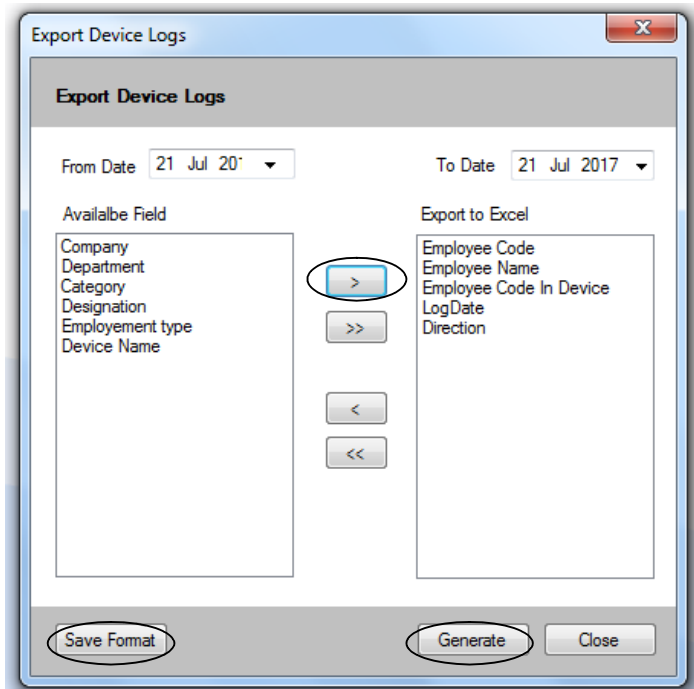 Export Device Logs
X
Export Device Logs
From Date 21 Jul 201
To Date 21 Jul 2017
Availalbe Field
Export to Excel
Company
Department
Category
Designation
Employement type
Device Name
>
>>
<
<<
Employee Code
Employee Name
Employee Code In Device
LogDate
Direction
Save Format
Generate
Close